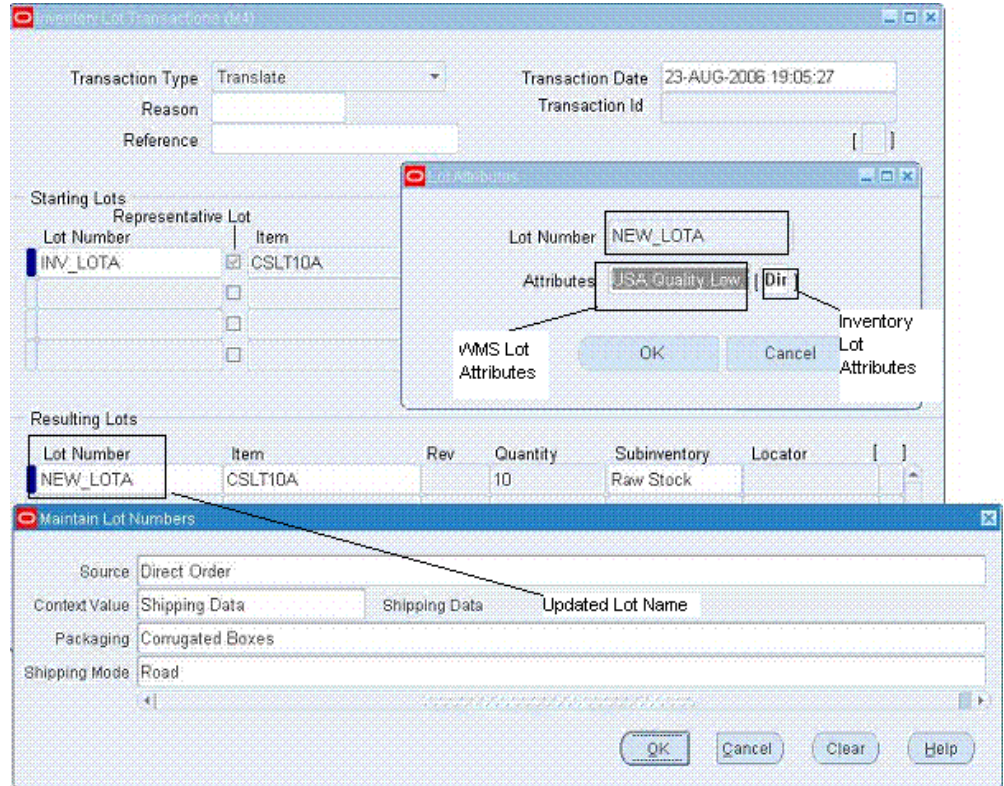 Inventory Lot Transactions (M4)
Transaction Type Translate Transaction Date 23-AUG-2006 19:05:27
Reason Transaction Id
Reference [ ]
Lot Attributes
Starting Lots
Representative Lot
Lot Number Item
INV_LOTA CSLT10A
Lot Number NEW_LOTA
Attributes USA Quality Low [ Dir ]
WMS Lot
Attributes
OK Cancel
Inventory
Lot
Attributes
Resulting Lots
Lot Number Item Rev Quantity Subinventory Locator [ ]
NEW_LOTA CSLT10A 10 Raw Stock
Maintain Lot Numbers
Source Direct Order
Context Value Shipping Data Shipping Data Updated Lot Name
Packaging Corrugated Boxes
Shipping Mode Road
OK Cancel Clear Help